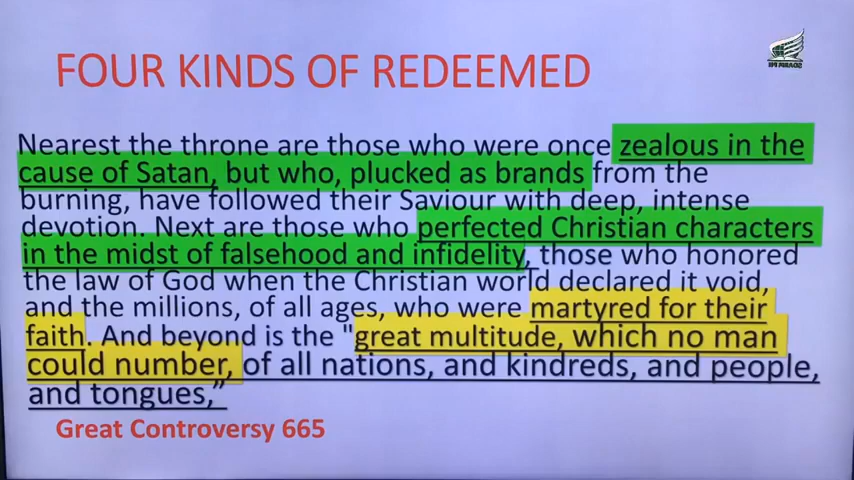 FOUR KINDS OF REDEEMED
Nearest the throne are those who were once zealous in the
cause of Satan, but who, plucked as brands from the
burning, have followed their Saviour with deep, intense
devotion. Next are those who perfected Christian characters
in the midst of falsehood and infidelity, those who honored
the law of God when the Christian world declared it void,
and the millions, of all ages, who were martyred for their
faith. And beyond is the "great multitude, which no man
could number, of all nations, and kindreds, and people,
and tongues,”
Great Controversy 665